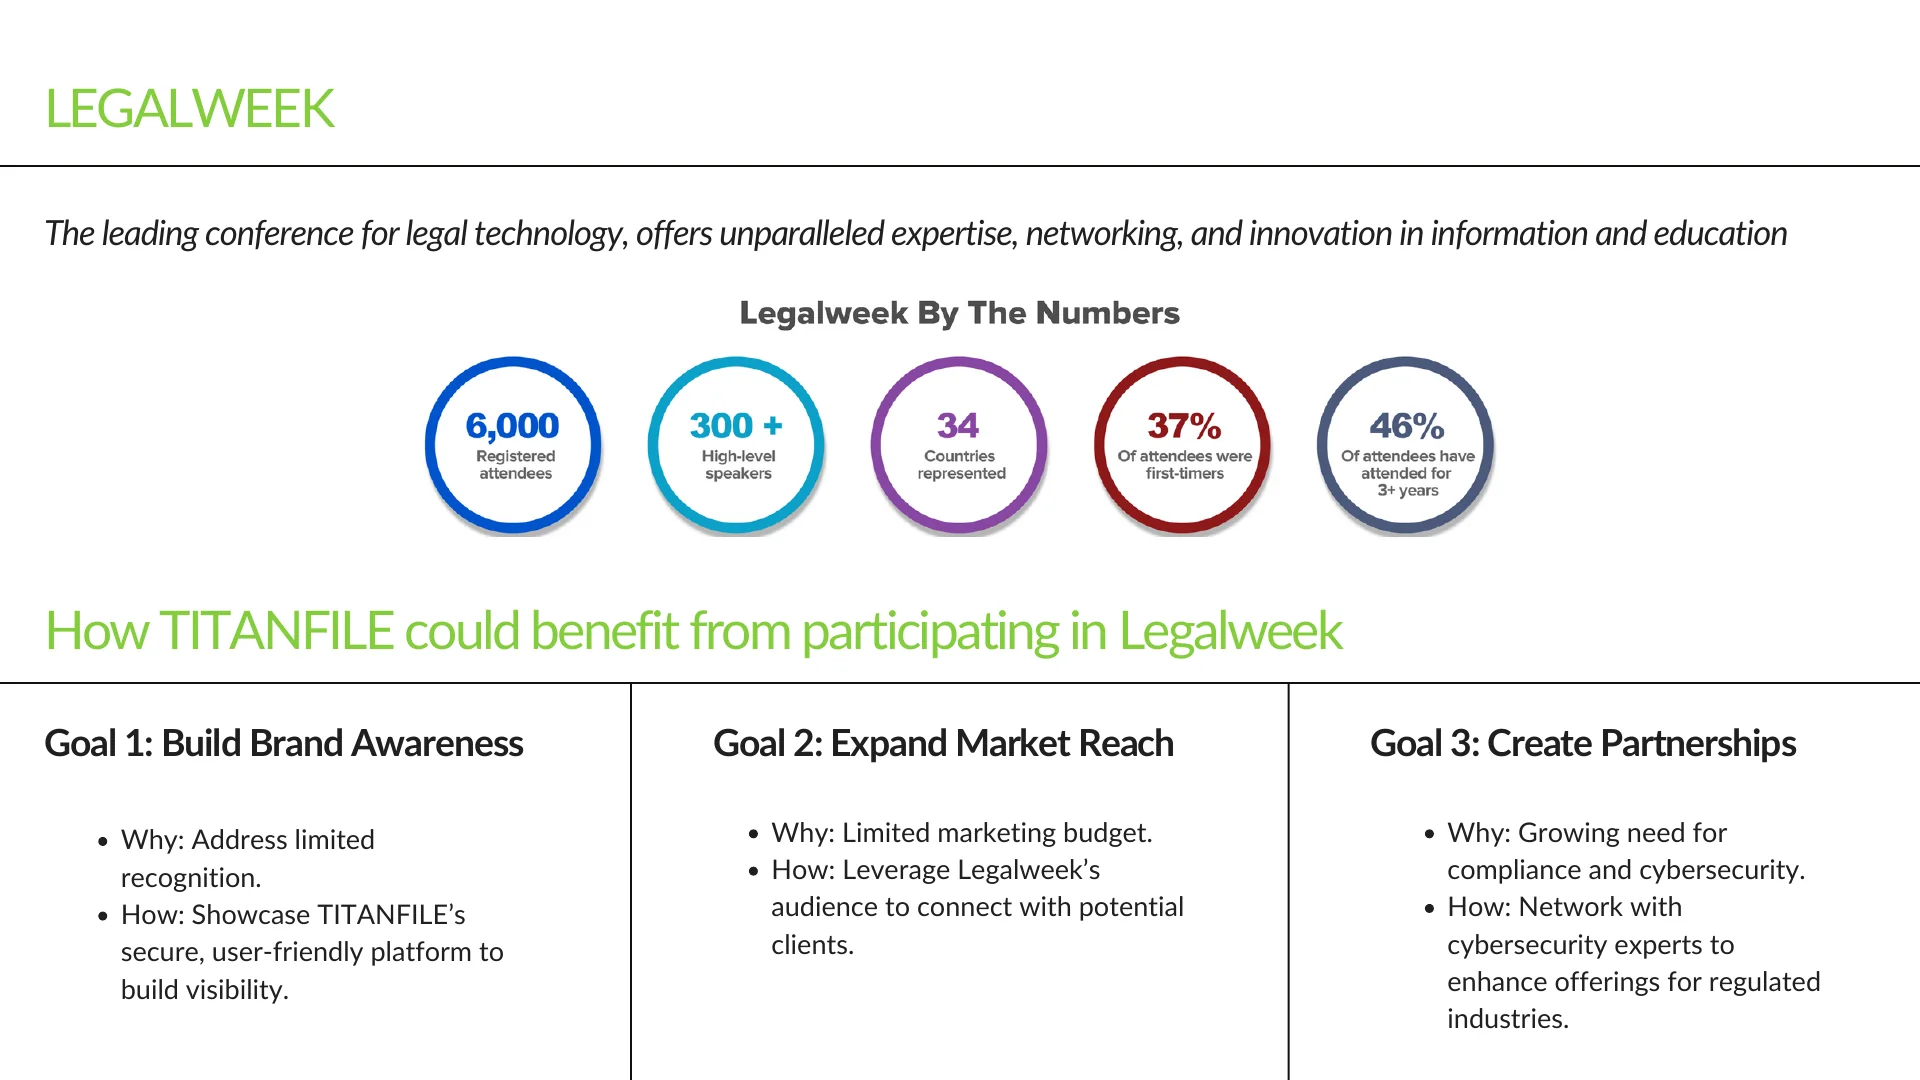 LEGALWEEK
The leading conference for legal technology, offers unparalleled expertise, networking, and innovation in information and education
Legalweek By The Numbers
6,000
Registered
attendees
300 +
High-level
speakers
34
Countries
represented
37%
Of attendees were
first-timers
46%
Of attendees have
attended for
3+ years
How TITANFILE could benefit from participating in Legalweek
Goal 1: Build Brand Awareness
• Why: Address limited
recognition.
• How: Showcase TITANFILE’s
secure, user-friendly platform to
build visibility.
Goal 2: Expand Market Reach
• Why: Limited marketing budget.
• How: Leverage Legalweek’s
audience to connect with potential
clients.
Goal 3: Create Partnerships
• Why: Growing need for
compliance and cybersecurity.
• How: Network with
cybersecurity experts to
enhance offerings for regulated
industries.